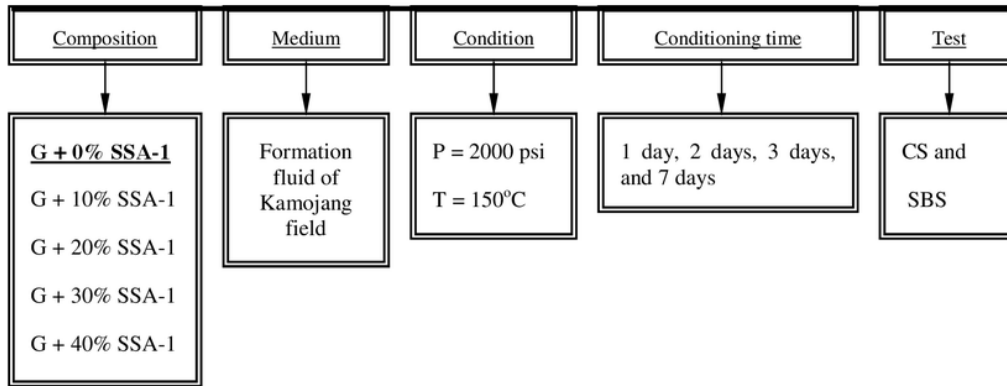 Composition
Medium
Condition
Conditioning time
Test
G + 0% SSA-1
G + 10% SSA-1
G + 20% SSA-1
G + 30% SSA-1
G + 40% SSA-1
Formation
fluid of
Kamojang
field
P = 2000 psi
T = 150°C
1 day, 2 days, 3 days,
and 7 days
CS and
SBS